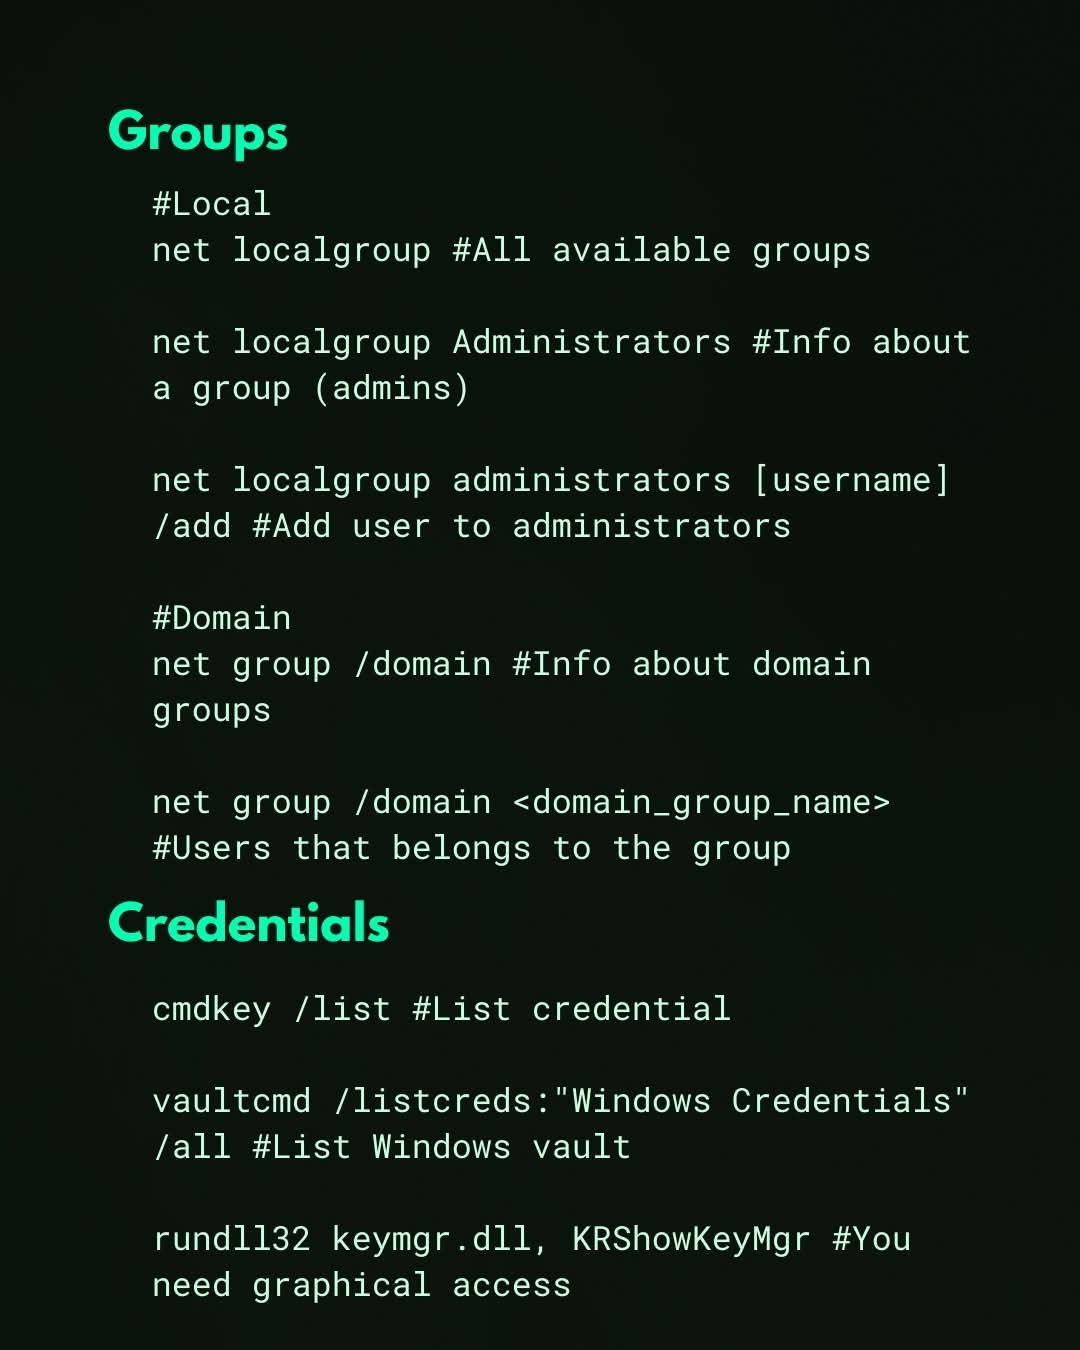 Groups
#Local
net localgroup #All available groups
net localgroup Administrators #Info about
a group (admins)
net localgroup administrators [username]
/add #Add user to administrators
#Domain
net group /domain #Info about domain
groups
net group /domain <domain_group_name>
#Users that belongs to the group
Credentials
cmdkey /list #List credential
vaultcmd /listcreds:"Windows Credentials"
/all #List Windows vault
rundll32 keymgr.dll, KRShowKeyMgr #You
need graphical access